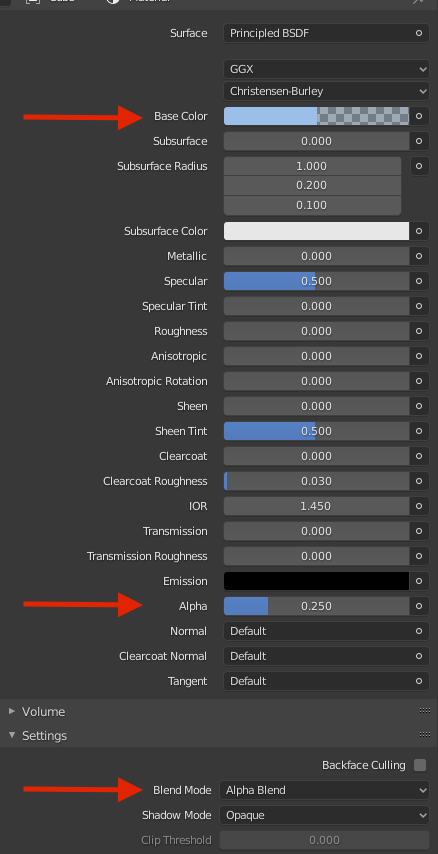 Surface Principled BSDF
GGX
Christensen-Burley
Base Color
Subsurface 0.000
Subsurface Radius 1.000
0.200
0.100
Subsurface Color
Metallic 0.000
Specular 0.500
Specular Tint 0.000
Roughness 0.000
Anisotropic 0.000
Anisotropic Rotation 0.000
Sheen 0.000
Sheen Tint 0.500
Clearcoat 0.000
Clearcoat Roughness 0.030
IOR 1.450
Transmission 0.000
Transmission Roughness 0.000
Emission
Alpha 0.250
Normal Default
Clearcoat Normal Default
Tangent Default
Volume
Settings
Backface Culling
Blend Mode Alpha Blend
Shadow Mode Opaque
Clip Threshold 0.000